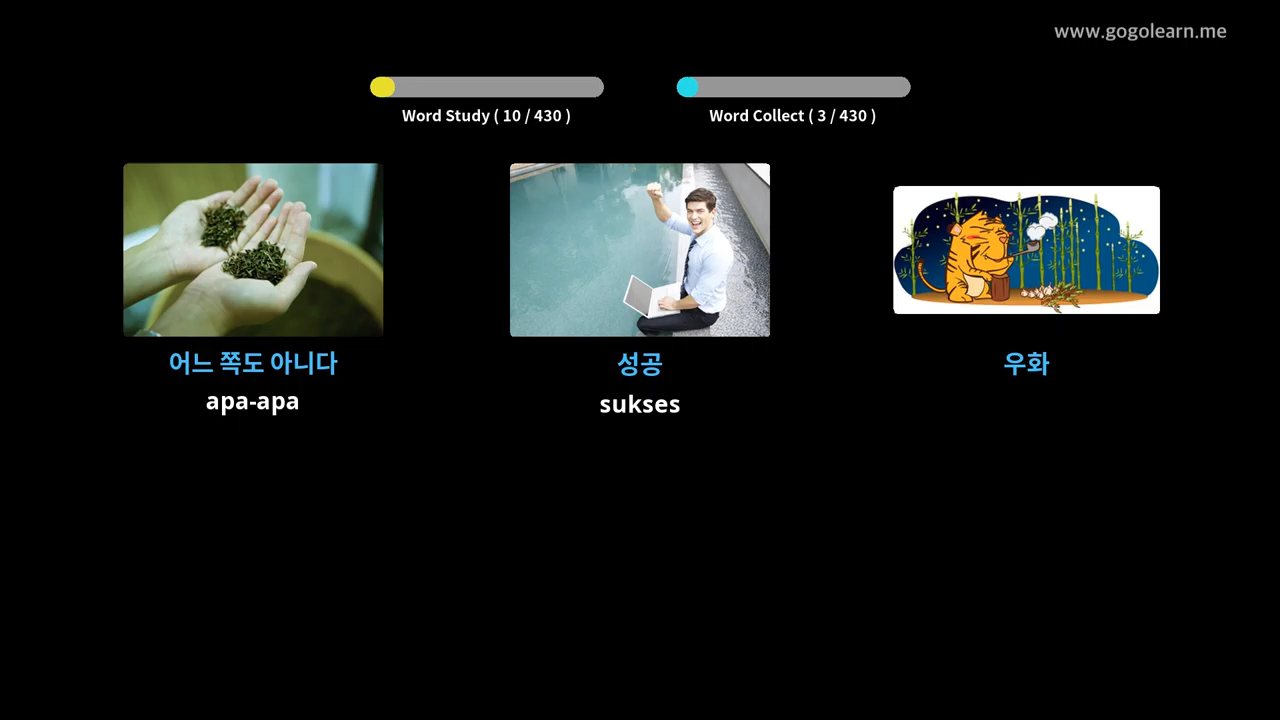 www.gogolearn.me
Word Study ( 10 / 430 )
Word Collect ( 3 / 430 )
어느 쪽도 아니다
apa-apa
성공
sukses
우화